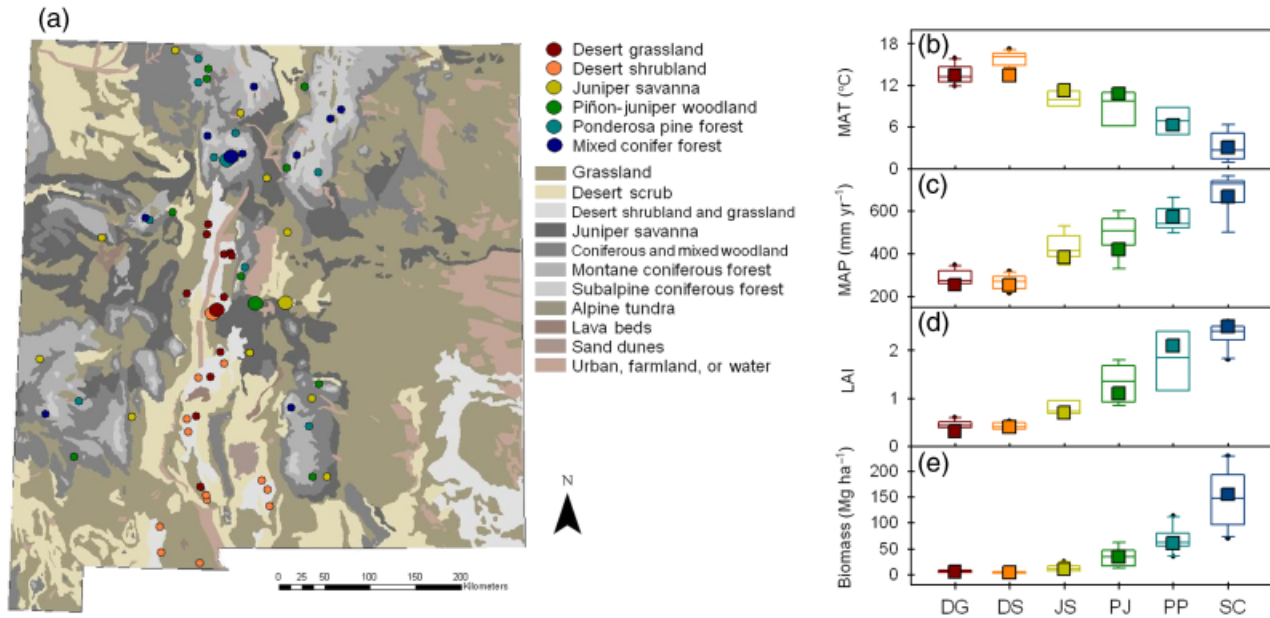 (a)
Desert grassland
Desert shrubland
Juniper savanna
Piñon-juniper woodland
Ponderosa pine forest
Mixed conifer forest
Grassland
Desert scrub
Desert shrubland and grassland
Juniper savanna
Coniferous and mixed woodland
Montane coniferous forest
Subalpine coniferous forest
Alpine tundra
Lava beds
Sand dunes
Urban, farmland, or water
N
0 25 50 100 150 200
Kilometers
(b)
MAT (°C)
18
12
6
0
(c)
MAP (mm yr⁻¹)
600
400
200
(d)
LAI
2
1
0
(e)
Biomass (Mg ha⁻¹)
200
150
100
50
0
DG DS JS PJ PP SC